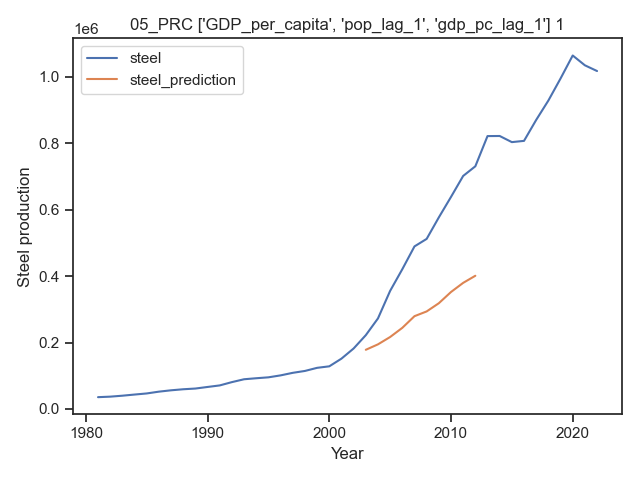 05_PRC ['GDP_per_capita', 'pop_lag_1', 'gdp_pc_lag_1'] 1
1e6
steel
steel_prediction
1.0
0.8
0.6
0.4
0.2
0.0
Steel production
1980
1990
2000
2010
2020
Year